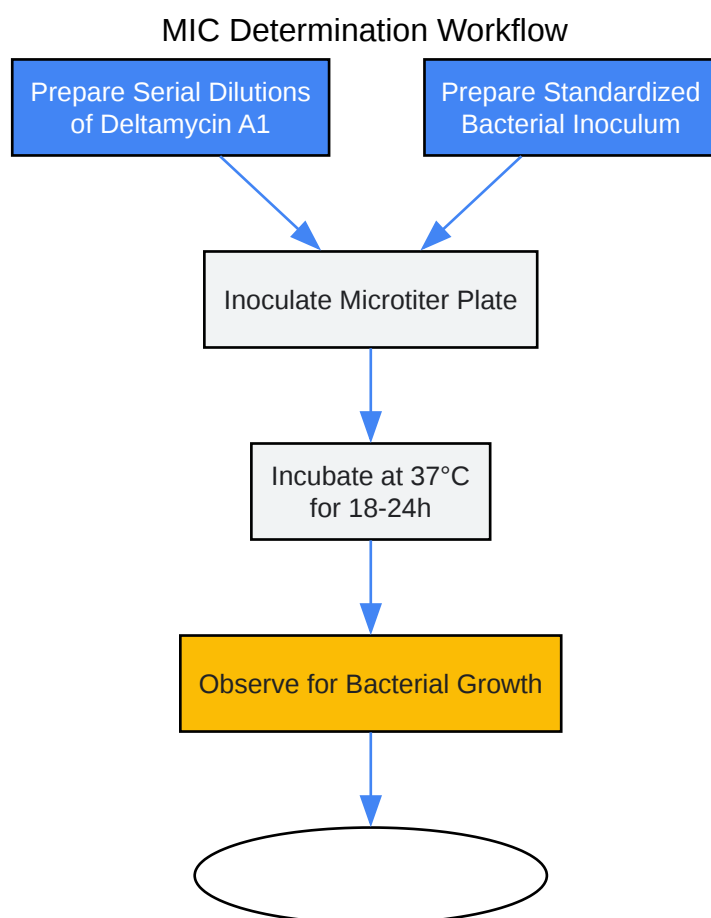 MIC Determination Workflow
Prepare Serial Dilutions
of Deltamycin A1
Prepare Standardized
Bacterial Inoculum
Inoculate Microtiter Plate
Incubate at 37°C
for 18-24h
Observe for Bacterial Growth